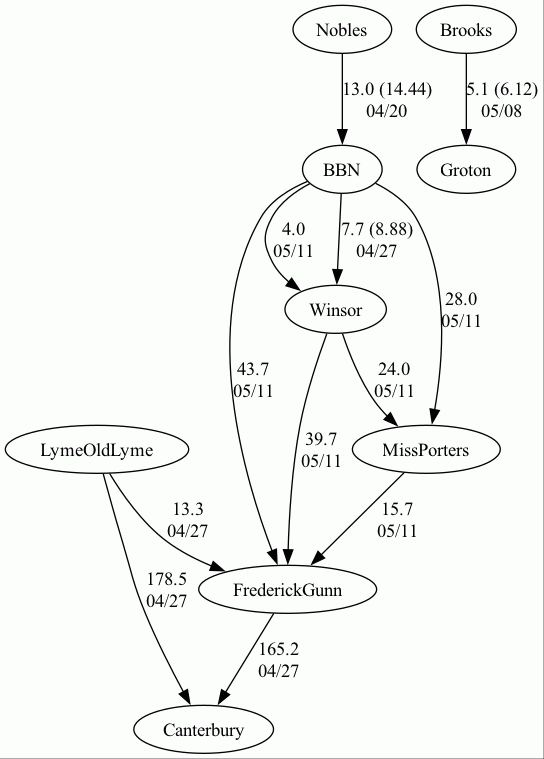 Nobles
Brooks
13.0 (14.44)
04/20
5.1 (6.12)
05/08
BBN
Groton
4.0
05/11
7.7 (8.88)
04/27
Winsor
28.0
05/11
43.7
05/11
24.0
05/11
39.7
05/11
LymeOldLyme
MissPorters
13.3
04/27
15.7
05/11
178.5
04/27
FrederickGunn
165.2
04/27
Canterbury